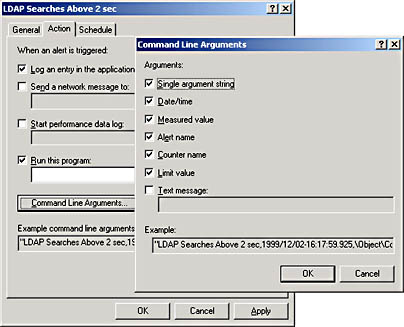 LDAP Searches Above 2 sec
General Action Schedule
When an alert is triggered:
Log an entry in the application
Send a network message to:
Start performance data log:
Run this program:
Command Line Arguments...
Example command line arguments
"LDAP Searches Above 2 sec,19
OK Cancel Apply
Command Line Arguments
Arguments:
Single argument string
Date/time
Measured value
Alert name
Counter name
Limit value
Text message:
Example:
"LDAP Searches Above 2 sec,1999/12/02-16:17:59.925,\Object\Co
OK Cancel